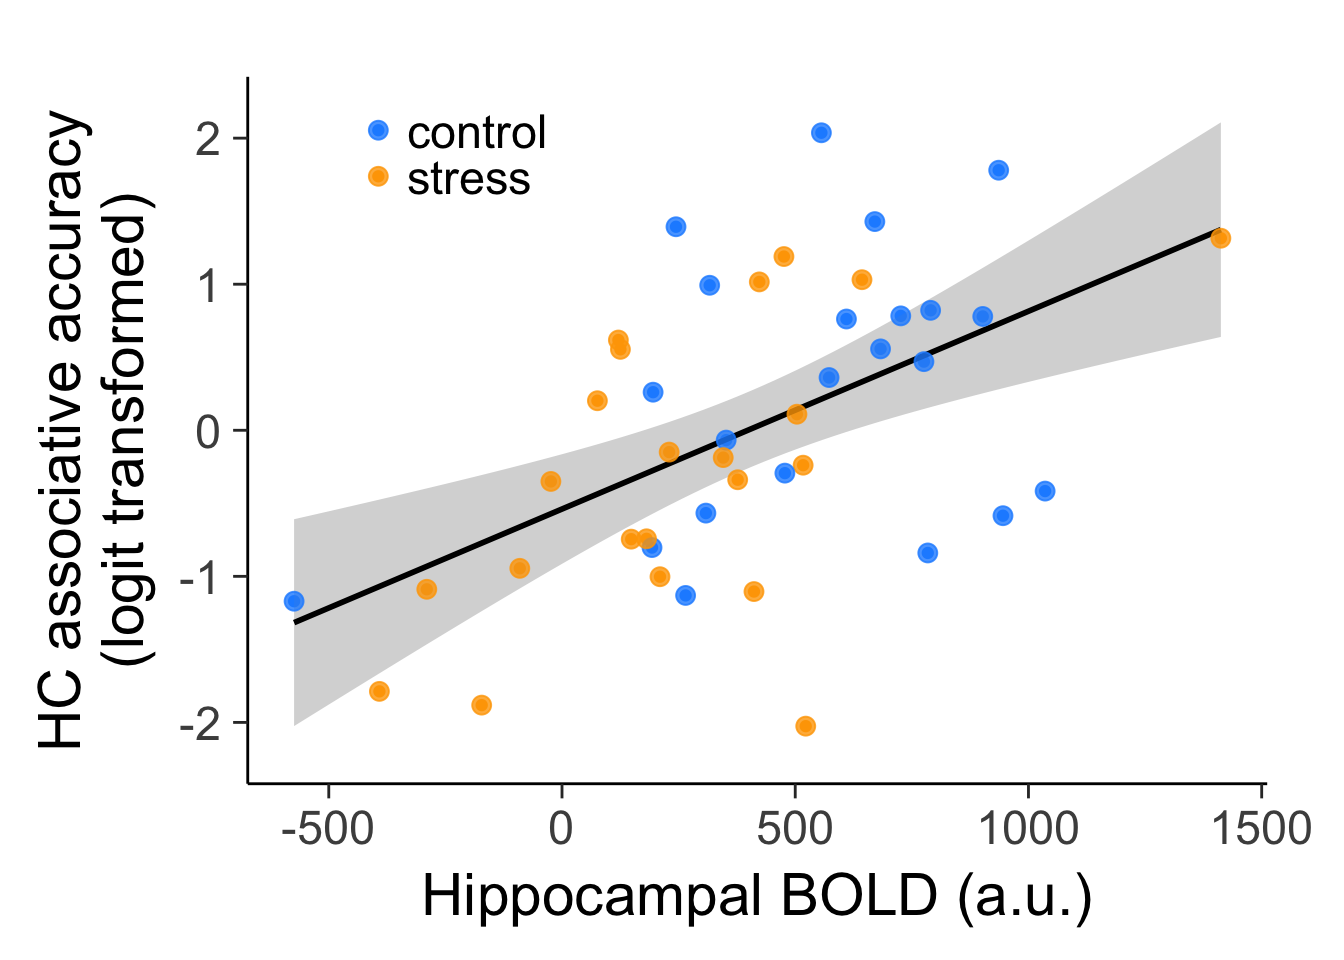 control
stress
HC associative accuracy
(logit transformed)
2
1
0
-1
-2
-500
0
500
1000
1500
Hippocampal BOLD (a.u.)